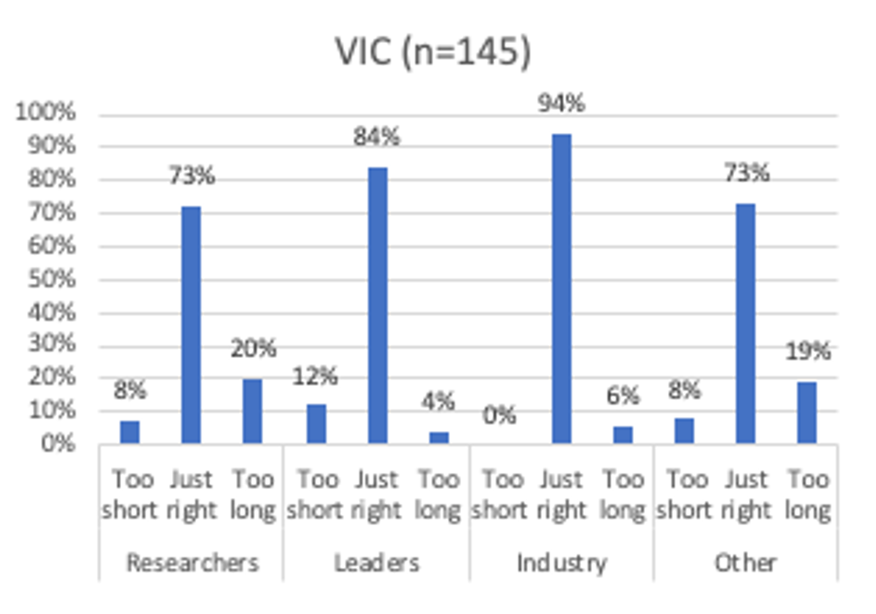 VIC (n=145)
100%
90%
80%
70%
60%
50%
40%
30%
20%
10%
0%
8%
73%
20%
12%
84%
4%
0%
94%
6%
8%
73%
19%
Too short
Just right
Too long
Too short
Just right
Too long
Too short
Just right
Too long
Too short
Just right
Too long
Researchers
Leaders
Industry
Other